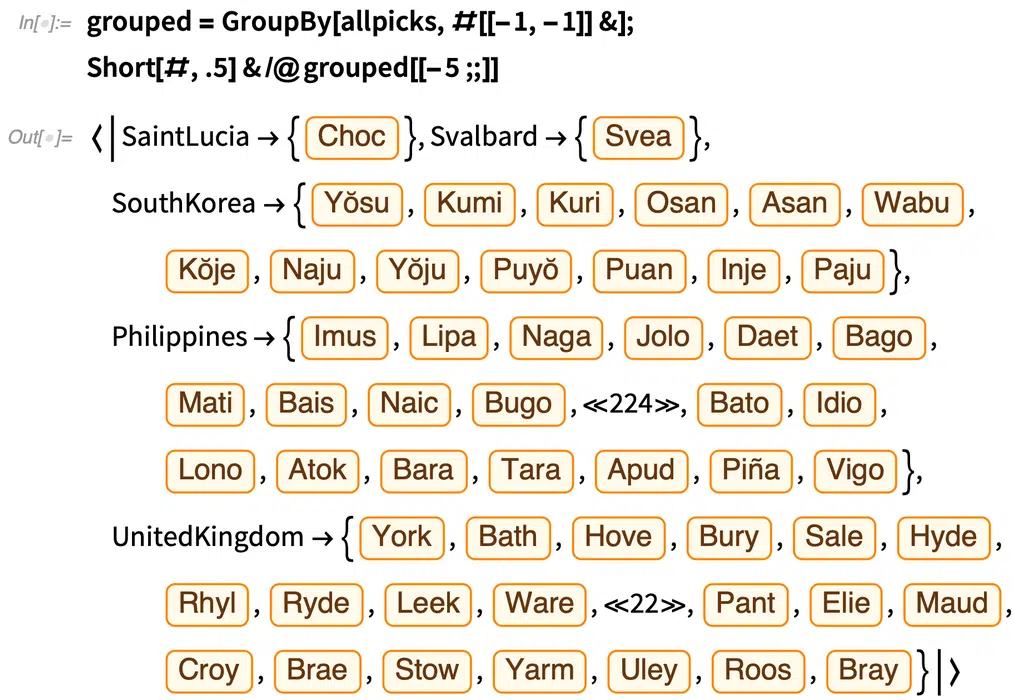 In[•]:= grouped = GroupBy[allpicks, #[[-1, -1]] &];
Short[#, .5] & /@ grouped[[-5 ;;]]
Out[•]= <|SaintLucia → {Choc}, Svalbard → {Svea},
SouthKorea → {Yŏsu, Kumi, Kuri, Osan, Asan, Wabu,
Kŏje, Naju, Yŏju, Puyŏ, Puan, Inje, Paju},
Philippines → {Imus, Lipa, Naga, Jolo, Daet, Bago,
Mati, Bais, Naic, Bugo, ≪224≫, Bato, Idio,
Lono, Atok, Bara, Tara, Apud, Piña, Vigo},
UnitedKingdom → {York, Bath, Hove, Bury, Sale, Hyde,
Rhyl, Ryde, Leek, Ware, ≪22≫, Pant, Elie, Maud,
Croy, Brae, Stow, Yarm, Uley, Roos, Bray}|>